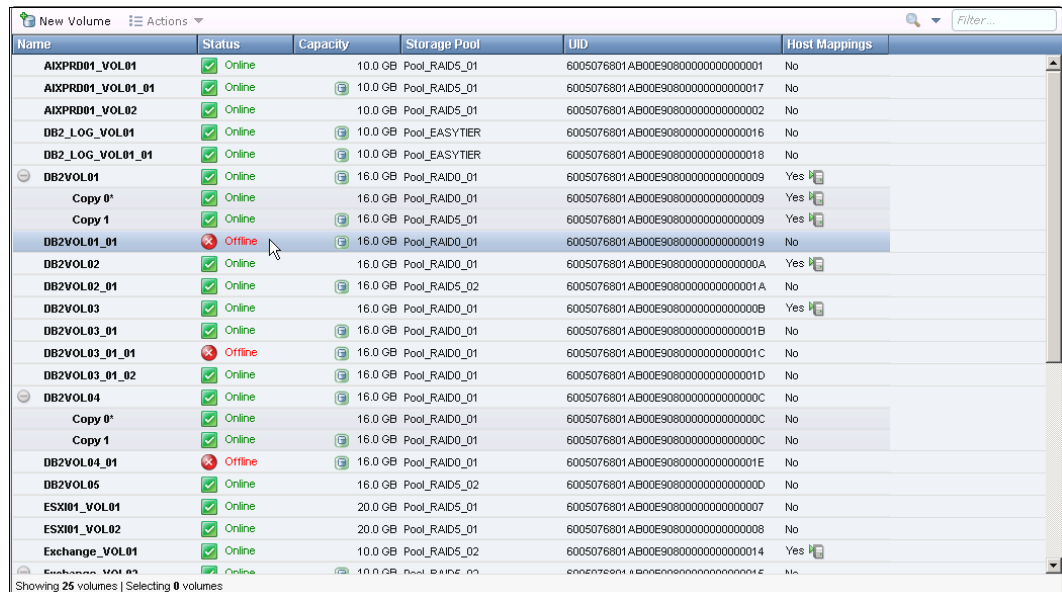 New Volume Actions Filter...
Name Status Capacity Storage Pool UID Host Mappings
AIXPRD01_VOL01 Online 10.0 GB Pool_RAID5_01 6005076801AB00E90800000000000001 No
AIXPRD01_VOL01_01 Online 10.0 GB Pool_RAID5_01 6005076801AB00E90800000000000017 No
AIXPRD01_VOL02 Online 10.0 GB Pool_RAID5_01 6005076801AB00E90800000000000002 No
DB2_LOG_VOL01 Online 10.0 GB Pool_EASYTIER 6005076801AB00E90800000000000016 No
DB2_LOG_VOL01_01 Online 10.0 GB Pool_EASYTIER 6005076801AB00E90800000000000018 No
DB2VOL01 Online 16.0 GB Pool_RAID0_01 6005076801AB00E90800000000000009 Yes
Copy 0* Online 16.0 GB Pool_RAID0_01 6005076801AB00E90800000000000009 Yes
Copy 1 Online 16.0 GB Pool_RAID5_01 6005076801AB00E90800000000000009 Yes
DB2VOL01_01 Offline 16.0 GB Pool_RAID0_01 6005076801AB00E90800000000000019 No
DB2VOL02 Online 16.0 GB Pool_RAID0_01 6005076801AB00E9080000000000000A Yes
DB2VOL02_01 Online 16.0 GB Pool_RAID5_02 6005076801AB00E9080000000000001A No
DB2VOL03 Online 16.0 GB Pool_RAID0_01 6005076801AB00E9080000000000000B Yes
DB2VOL03_01 Online 16.0 GB Pool_RAID0_01 6005076801AB00E9080000000000001B No
DB2VOL03_01_01 Offline 16.0 GB Pool_RAID0_01 6005076801AB00E9080000000000001C No
DB2VOL03_01_02 Online 16.0 GB Pool_RAID0_01 6005076801AB00E9080000000000001D No
DB2VOL04 Online 16.0 GB Pool_RAID0_01 6005076801AB00E9080000000000000C No
Copy 0* Online 16.0 GB Pool_RAID0_01 6005076801AB00E9080000000000000C No
Copy 1 Online 16.0 GB Pool_RAID0_01 6005076801AB00E9080000000000000C No
DB2VOL04_01 Offline 16.0 GB Pool_RAID0_01 6005076801AB00E9080000000000001E No
DB2VOL05 Online 16.0 GB Pool_RAID5_02 6005076801AB00E9080000000000000D No
ESXI01_VOL01 Online 20.0 GB Pool_RAID5_01 6005076801AB00E90800000000000007 No
ESXI01_VOL02 Online 20.0 GB Pool_RAID5_01 6005076801AB00E90800000000000008 No
Exchange_VOL01 Online 10.0 GB Pool_RAID5_02 6005076801AB00E90800000000000014 Yes
Online 10.0 GB Pool_RAID5_02 No
Showing 25 volumes | Selecting 0 volumes